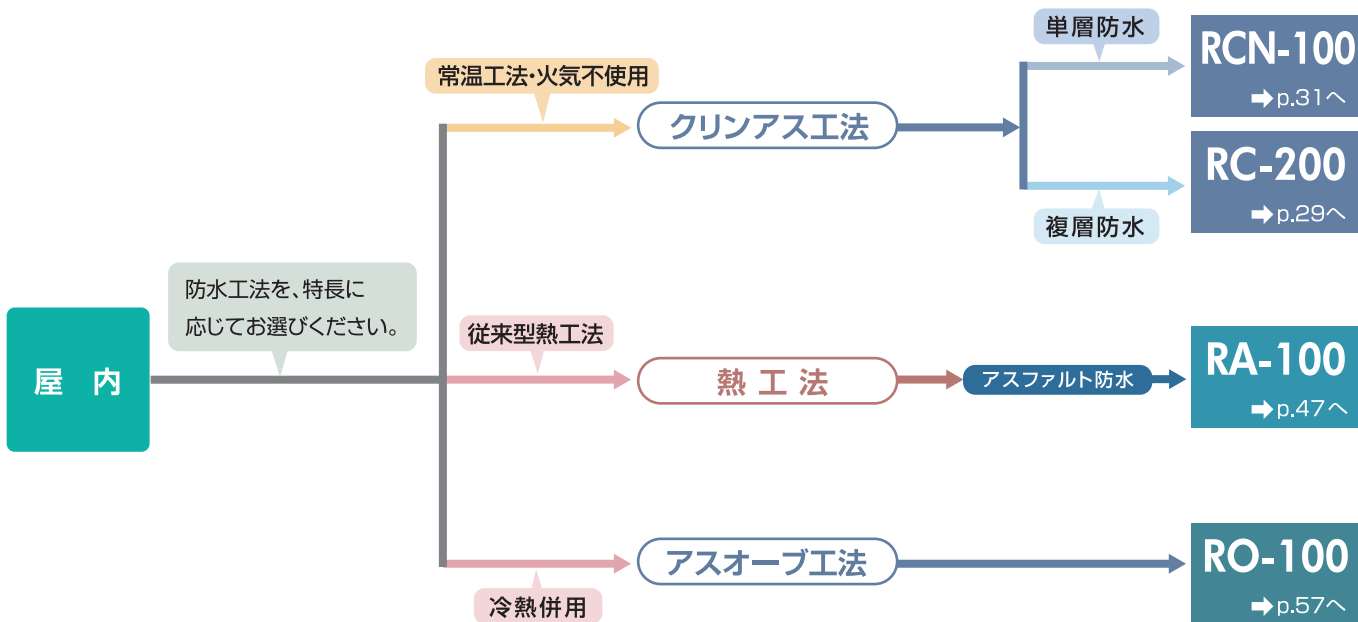 屋 内
防水工法を、特長に
応じてお選びください。
常温工法・火気不使用
クリンアス工法
単層防水
RCN-100
➡p.31へ
複層防水
RC-200
➡p.29へ
従来型熱工法
熱工法
アスファルト防水
RA-100
➡p.47へ
冷熱併用
アスオーブ工法
RO-100
➡p.57へ